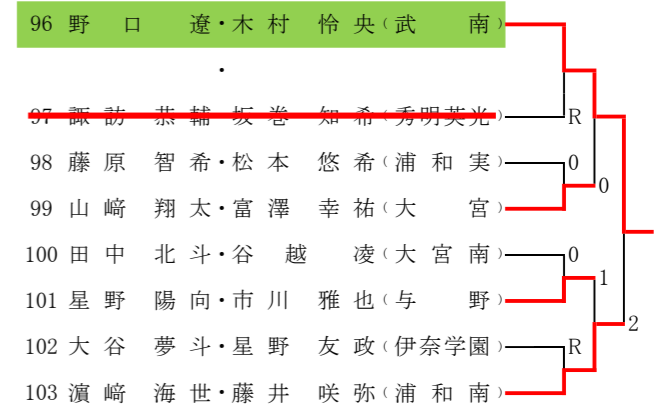 96 野口 遼・木村 怜央（武南）
・
97 諏訪 恭輔・坂巻 知希（秀明英光） R
98 藤原 智希・松本 悠希（浦和実） 0
0
99 山﨑 翔太・富澤 幸祐（大宮）
100 田中 北斗・谷越 凌（大宮南） 0
1
101 星野 陽向・市川 雅也（与野）
2
102 大谷 夢斗・星野 友政（伊奈学園） R
103 濵﨑 海世・藤井 咲弥（浦和南）